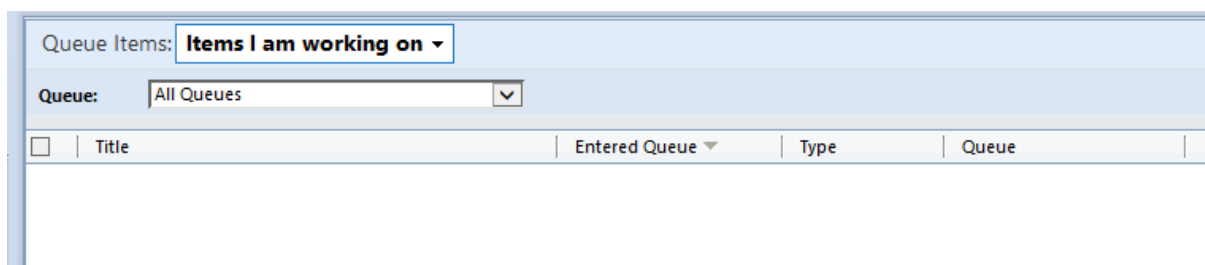 Queue Items: Items I am working on
Queue: All Queues
Title Entered Queue Type Queue